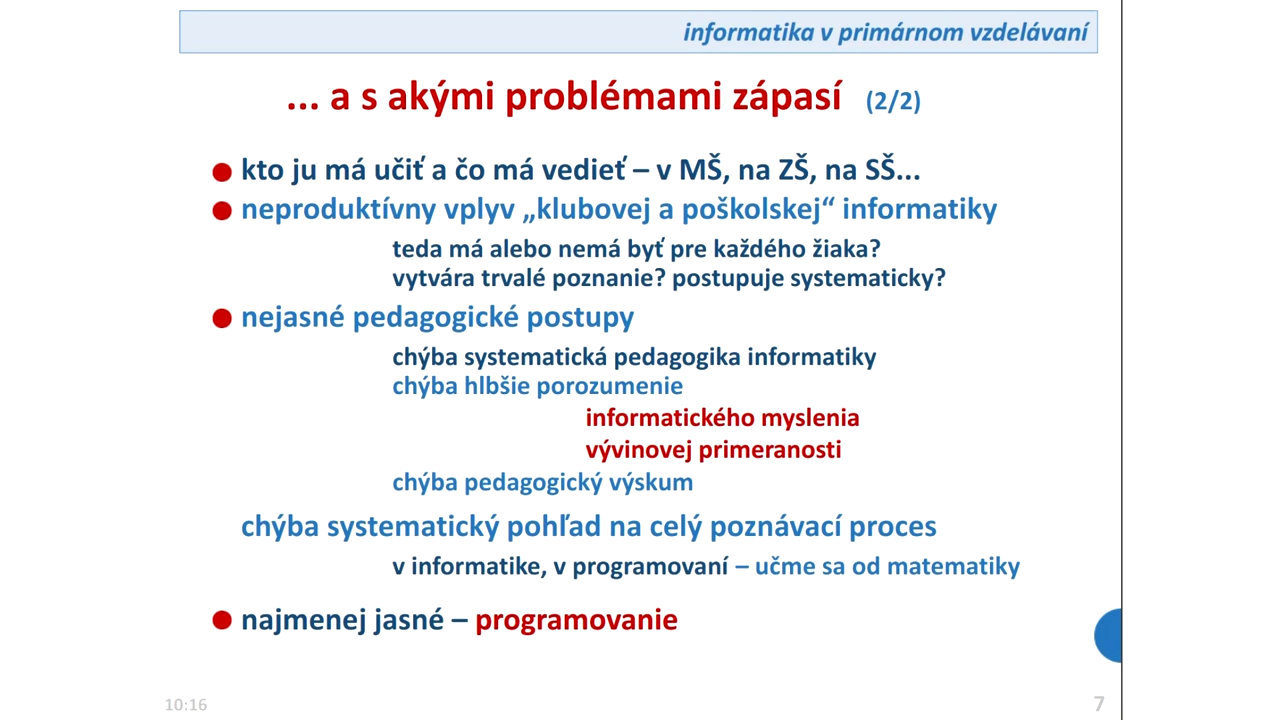 informatika v primárnom vzdelávaní
... a s akými problémami zápasí (2/2)
kto ju má učiť a čo má vedieť – v MŠ, na ZŠ, na SŠ...
neproduktívny vplyv „klubovej a poškolskej“ informatiky
teda má alebo nemá byť pre každého žiaka?
vytvára trvalé poznanie? postupuje systematicky?
nejasné pedagogické postupy
chýba systematická pedagogika informatiky
chýba hlbšie porozumenie
informatického myslenia
vývinovej primeranosti
chýba pedagogický výskum
chýba systematický pohľad na celý poznávací proces
v informatike, v programovaní – učme sa od matematiky
najmenej jasné – programovanie
10:16
7